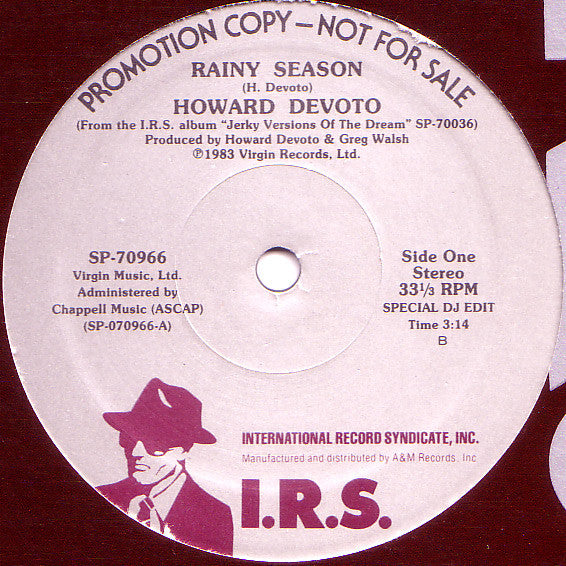 PROMOTION COPY — NOT FOR SALE
RAINY SEASON
(H. Devoto)
HOWARD DEVOTO
(From the I.R.S. album "Jerky Versions Of The Dream" SP-70036)
Produced by Howard Devoto & Greg Walsh
℗1983 Virgin Records, Ltd.
SP-70966
Virgin Music, Ltd.
Administered by
Chappell Music (ASCAP)
(SP-070966-A)
Side One
Stereo
33⅓ RPM
SPECIAL DJ EDIT
Time 3:14
B
INTERNATIONAL RECORD SYNDICATE, INC.
Manufactured and distributed by A&M Records, Inc
I.R.S.